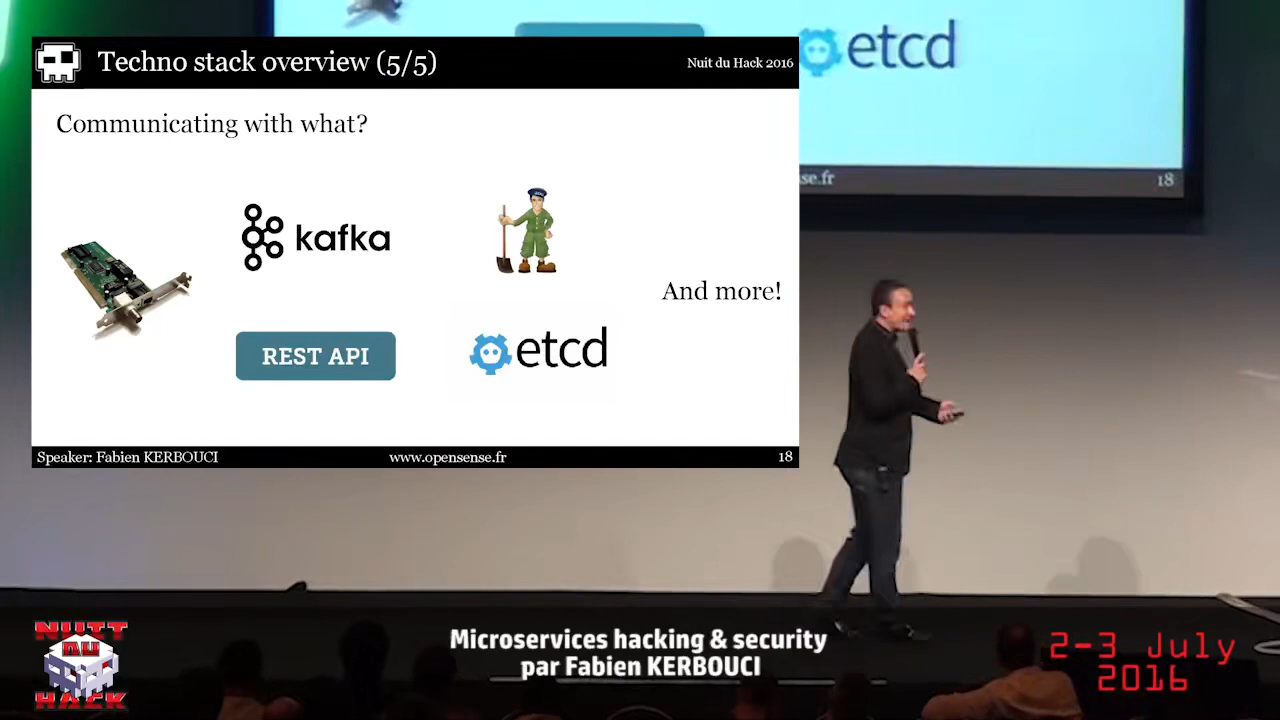 etcd
se.fr
18
Techno stack overview (5/5)
Nuit du Hack 2016
Communicating with what?
kafka
And more!
REST API
etcd
Speaker: Fabien KERBOUCI
www.opensense.fr
18
NUIT
DU
HACK
Microservices hacking & security
par Fabien KERBOUCI
2-3 July
2016